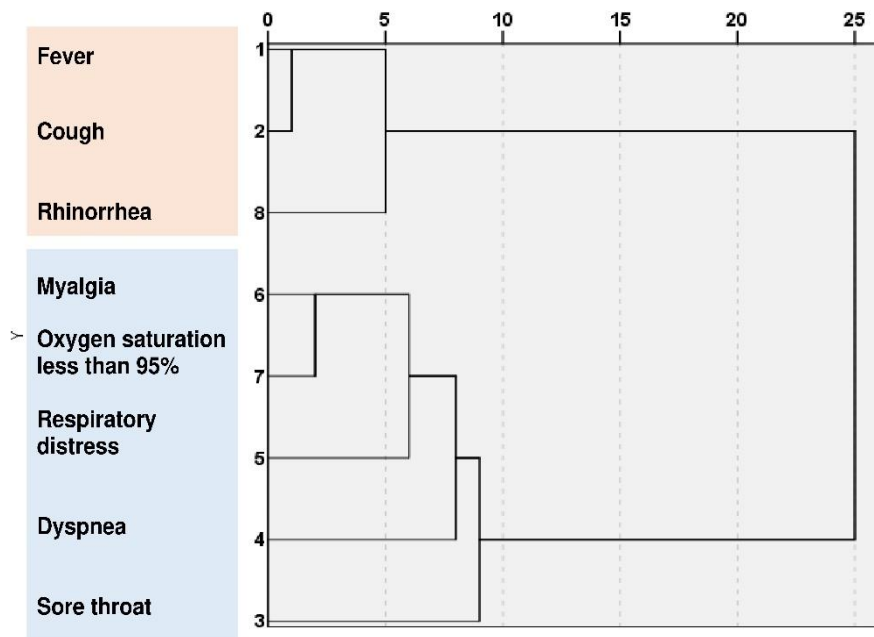 0 5 10 15 20 25
Fever 1
Cough 2
Rhinorrhea 8
Myalgia 6
Y
Oxygen saturation
less than 95% 7
Respiratory
distress 5
Dyspnea 4
Sore throat 3